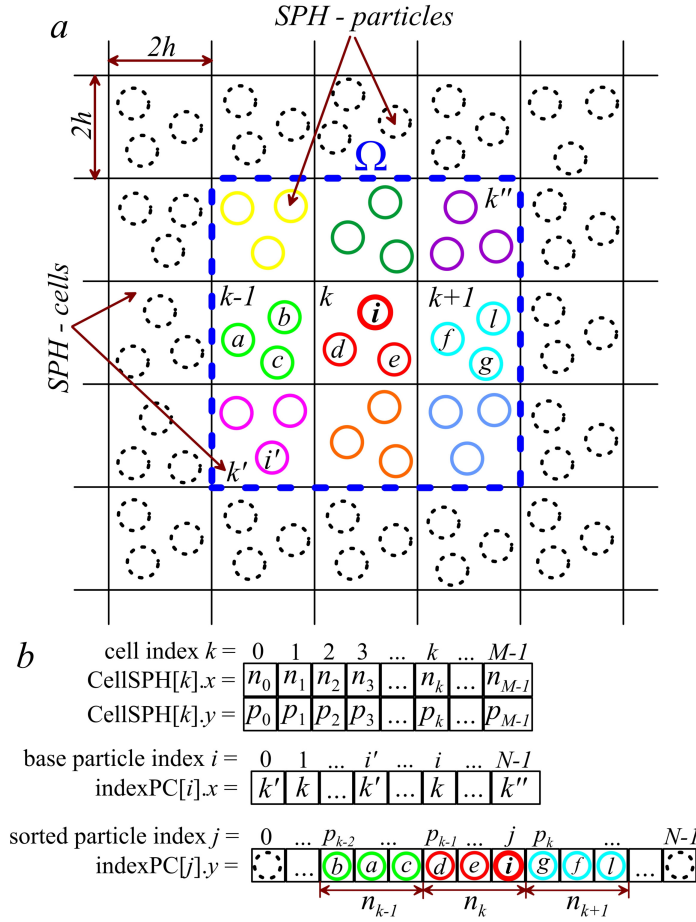 a
SPH - particles
2h
2h
Ω
k''
SPH - cells
k-1
k
k+1
b
i
l
a
d
f
c
e
g
i'
k'
b
cell index k = 0 1 2 3 ... k ... M-1
CellSPH[k].x = n0 n1 n2 n3 ... nk ... nM-1
CellSPH[k].y = p0 p1 p2 p3 ... pk ... pM-1
base particle index i = 0 1 ... i' ... i ... N-1
indexPC[i].x = k' k ... k' ... k ... k''
sorted particle index j = 0 ... pk-2 ... pk-1 ... j pk ... N-1
indexPC[j].y = ... b a c d e i g f l ...
nk-1 nk nk+1